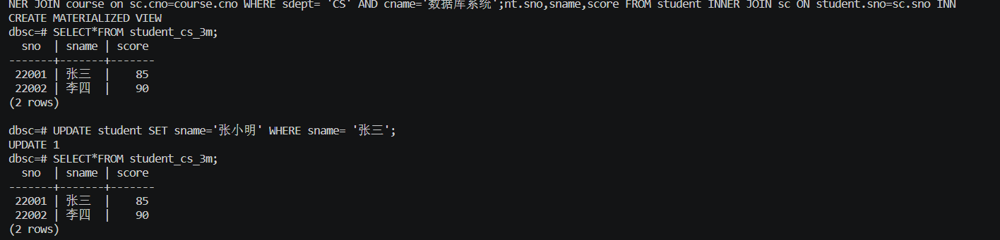 NER JOIN course on sc.cno=course.cno WHERE sdept= 'CS' AND cname='数据库系统';nt.sno,sname,score FROM student INNER JOIN sc ON student.sno=sc.sno INN
CREATE MATERIALIZED VIEW
dbsc=# SELECT*FROM student_cs_3m;
  sno  | sname | score
-------+-------+-------
 22001 | 张三  |    85
 22002 | 李四  |    90
(2 rows)

dbsc=# UPDATE student SET sname='张小明' WHERE sname= '张三';
UPDATE 1
dbsc=# SELECT*FROM student_cs_3m;
  sno  | sname | score
-------+-------+-------
 22001 | 张三  |    85
 22002 | 李四  |    90
(2 rows)